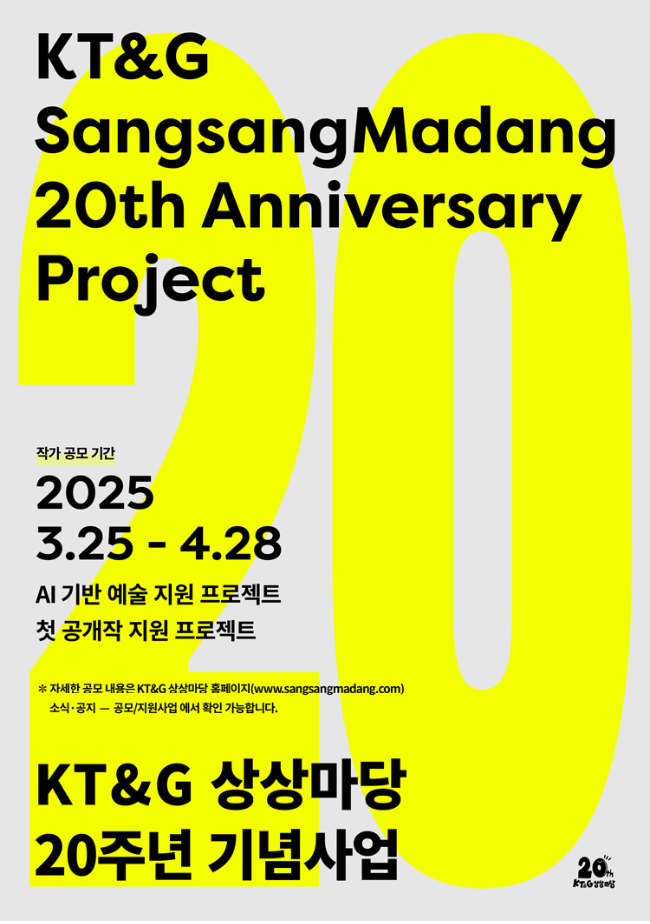 KT&G
SangsangMadang
20th Anniversary
Project
작가 공모 기간
2025
3.25 - 4.28
AI 기반 예술 지원 프로젝트
첫 공개작 지원 프로젝트
※ 자세한 공모 내용은 KT&G 상상마당 홈페이지(www.sangsangmadang.com)
소식·공지 — 공모/지원사업 에서 확인 가능합니다.
KT&G 상상마당
20주년 기념사업
20th
KT&G 상상마당